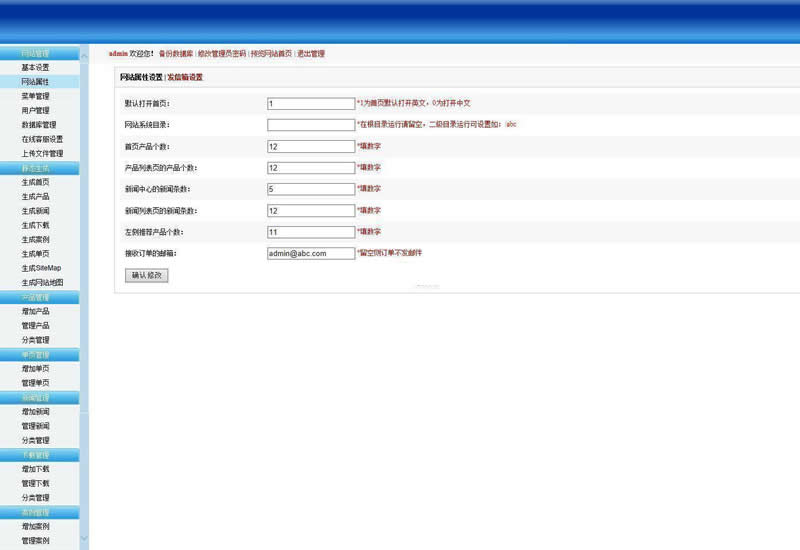 admin 欢迎您! 备份数据库 | 修改管理员密码 | 预览网站首页 | 退出管理
网站管理
基本设置
网站属性
菜单管理
用户管理
数据库管理
在线客服设置
上传文件管理
静态生成
生成首页
生成产品
生成新闻
生成下载
生成案例
生成单页
生成SiteMap
生成网站地图
产品管理
增加产品
管理产品
分类管理
单页管理
增加单页
管理单页
新闻管理
增加新闻
管理新闻
分类管理
下载管理
增加下载
管理下载
分类管理
案例管理
增加案例
管理案例
网站属性设置 | 发信箱设置
默认打开首页: 1 *1为首页默认打开英文, 0为打开中文
网站系统目录: *在根目录运行请留空, 二级目录运行可设置如: abc
首页产品个数: 12 *填数字
产品列表页的产品个数: 12 *填数字
新闻中心的新闻条数: 5 *填数字
新闻列表页的新闻条数: 12 *填数字
左侧推荐产品个数: 11 *填数字
接收订单的邮箱: admin@abc.com *留空则订单不发邮件
确认修改